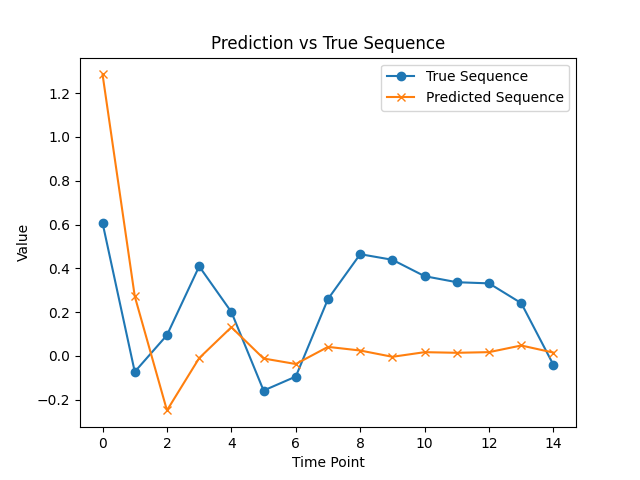 Prediction vs True Sequence
True Sequence
Predicted Sequence
Value
1.2
1.0
0.8
0.6
0.4
0.2
0.0
−0.2
0 2 4 6 8 10 12 14
Time Point